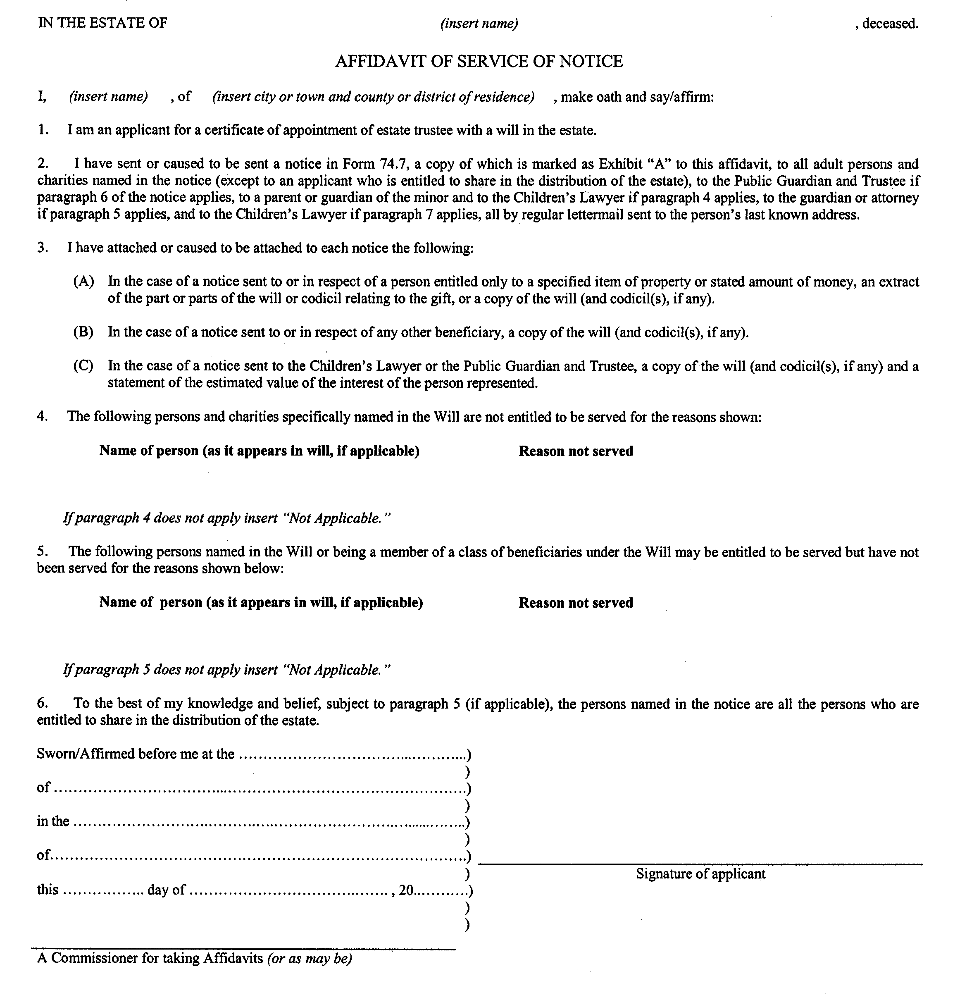 IN THE ESTATE OF (insert name) , deceased.
AFFIDAVIT OF SERVICE OF NOTICE
I, (insert name) , of (insert city or town and county or district of residence) , make oath and say/affirm:
1. I am an applicant for a certificate of appointment of estate trustee with a will in the estate.
2. I have sent or caused to be sent a notice in Form 74.7, a copy of which is marked as Exhibit “A” to this affidavit, to all adult persons and
charities named in the notice (except to an applicant who is entitled to share in the distribution of the estate), to the Public Guardian and Trustee if
paragraph 6 of the notice applies, to a parent or guardian of the minor and to the Children’s Lawyer if paragraph 4 applies, to the guardian or attorney
if paragraph 5 applies, and to the Children’s Lawyer if paragraph 7 applies, all by regular lettermail sent to the person’s last known address.
3. I have attached or caused to be attached to each notice the following:
(A) In the case of a notice sent to or in respect of a person entitled only to a specified item of property or stated amount of money, an extract
of the part or parts of the will or codicil relating to the gift, or a copy of the will (and codicil(s), if any).
(B) In the case of a notice sent to or in respect of any other beneficiary, a copy of the will (and codicil(s), if any).
(C) In the case of a notice sent to the Children’s Lawyer or the Public Guardian and Trustee, a copy of the will (and codicil(s), if any) and a
statement of the estimated value of the interest of the person represented.
4. The following persons and charities specifically named in the Will are not entitled to be served for the reasons shown:
Name of person (as it appears in will, if applicable) Reason not served
If paragraph 4 does not apply insert “Not Applicable.”
5. The following persons named in the Will or being a member of a class of beneficiaries under the Will may be entitled to be served but have not
been served for the reasons shown below:
Name of person (as it appears in will, if applicable) Reason not served
If paragraph 5 does not apply insert “Not Applicable.”
6. To the best of my knowledge and belief, subject to paragraph 5 (if applicable), the persons named in the notice are all the persons who are
entitled to share in the distribution of the estate.
Sworn/Affirmed before me at the ..............................................)
)
of ....................................................................................)
)
in the ................................................................................)
)
of.....................................................................................)
Signature of applicant )
this ................. day of ........................................ , 20...........)
)
)
A Commissioner for taking Affidavits (or as may be)